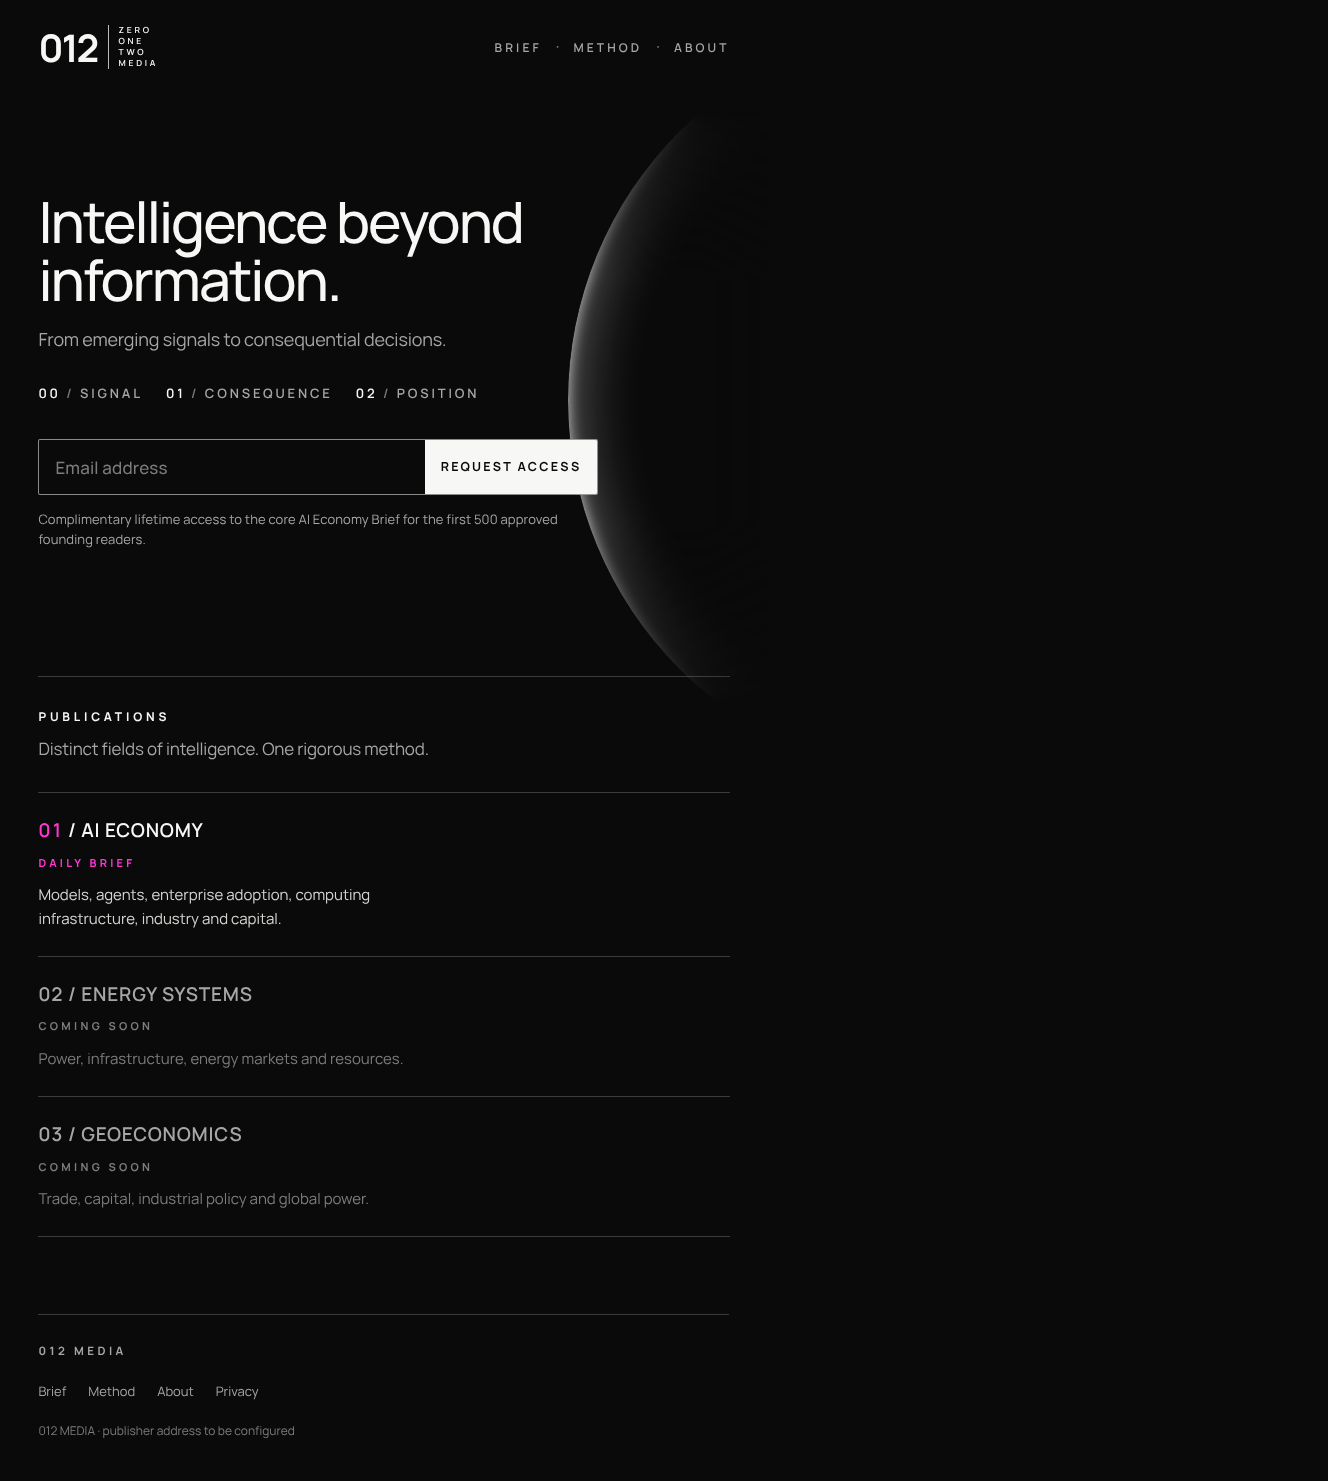 012
ZERO
ONE
TWO
MEDIA
BRIEF · METHOD · ABOUT
Intelligence beyond
information.
From emerging signals to consequential decisions.
00 / SIGNAL 01 / CONSEQUENCE 02 / POSITION
Email address
REQUEST ACCESS
Complimentary lifetime access to the core AI Economy Brief for the first 500 approved
founding readers.
PUBLICATIONS
Distinct fields of intelligence. One rigorous method.
01 / AI ECONOMY
DAILY BRIEF
Models, agents, enterprise adoption, computing
infrastructure, industry and capital.
02 / ENERGY SYSTEMS
COMING SOON
Power, infrastructure, energy markets and resources.
03 / GEOECONOMICS
COMING SOON
Trade, capital, industrial policy and global power.
012 MEDIA
Brief Method About Privacy
012 MEDIA · publisher address to be configured